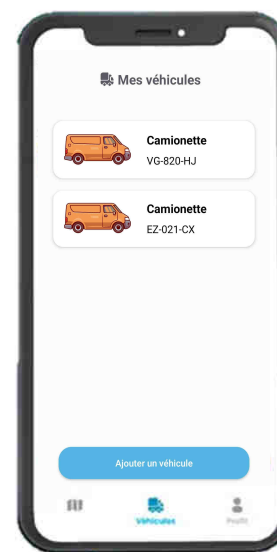 Mes véhicules
Camionette
VG-820-HJ
Camionette
EZ-021-CX
Ajouter un véhicule
Véhicules
Profil